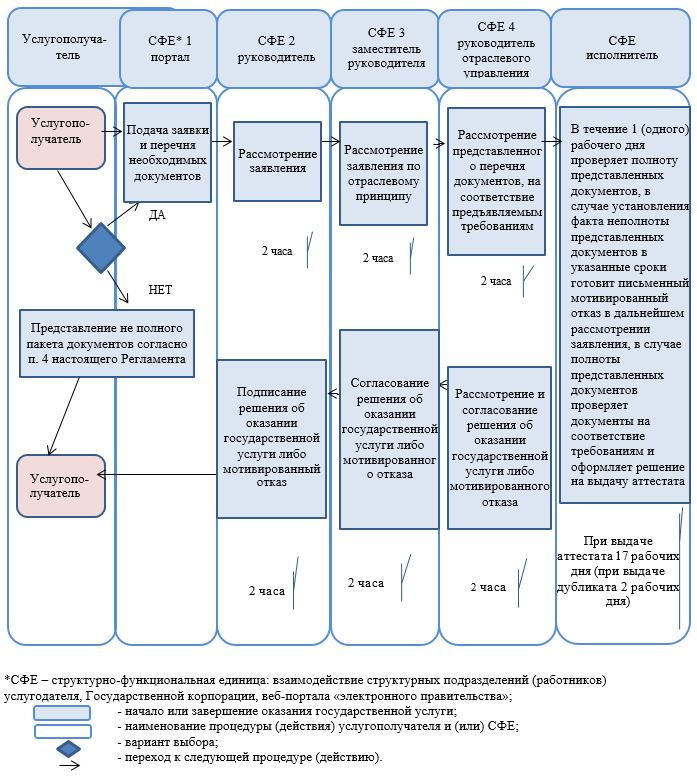 Услугополуча-
тель
СФЕ* 1
портал
СФЕ 2
руководитель
СФЕ 3
заместитель
руководителя
СФЕ 4
руководитель
отраслевого
управления
СФЕ
исполнитель
Услугопо-
лучатель
Подача заявки
и перечня
необходимых
документов
Рассмотрение
заявления
Рассмотрение
заявления по
отраслевому
принципу
Рассмотрение
представленног
о перечня
документов, на
соответствие
предъявляемым
требованиям
В течение 1 (одного)
рабочего дня
проверяет полноту
представленных
документов, в
случае установления
факта неполноты
представленных
документов в
указанные сроки
готовит письменный
мотивированный
отказ в дальнейшем
рассмотрении
заявления, в случае
полноты
представленных
документов
проверяет
документы на
соответствие
требованиям и
оформляет решение
на выдачу аттестата
ДА
2 часа
2 часа
2 часа
НЕТ
Представление не полного
пакета документов согласно
п. 4 настоящего Регламента
Подписание
решения об
оказании
государственной
услуги либо
мотивированный
отказ
Согласование
решения об
оказании
государственной
услуги либо
мотивированног
о отказа
Рассмотрение и
согласование
решения об
оказании
государственной
услуги либо
мотивированного
отказа
Услугопо-
лучатель
При выдаче
аттестата 17 рабочих
дня (при выдаче
дубликата 2 рабочих
дня)
2 часа
2 часа
2 часа
*СФЕ – структурно-функциональная единица: взаимодействие структурных подразделений (работников)
услугодателя, Государственной корпорации, веб-портала «электронного правительства»;
- начало или завершение оказания государственной услуги;
- наименование процедуры (действия) услугополучателя и (или) СФЕ;
- вариант выбора;
- переход к следующей процедуре (действию).